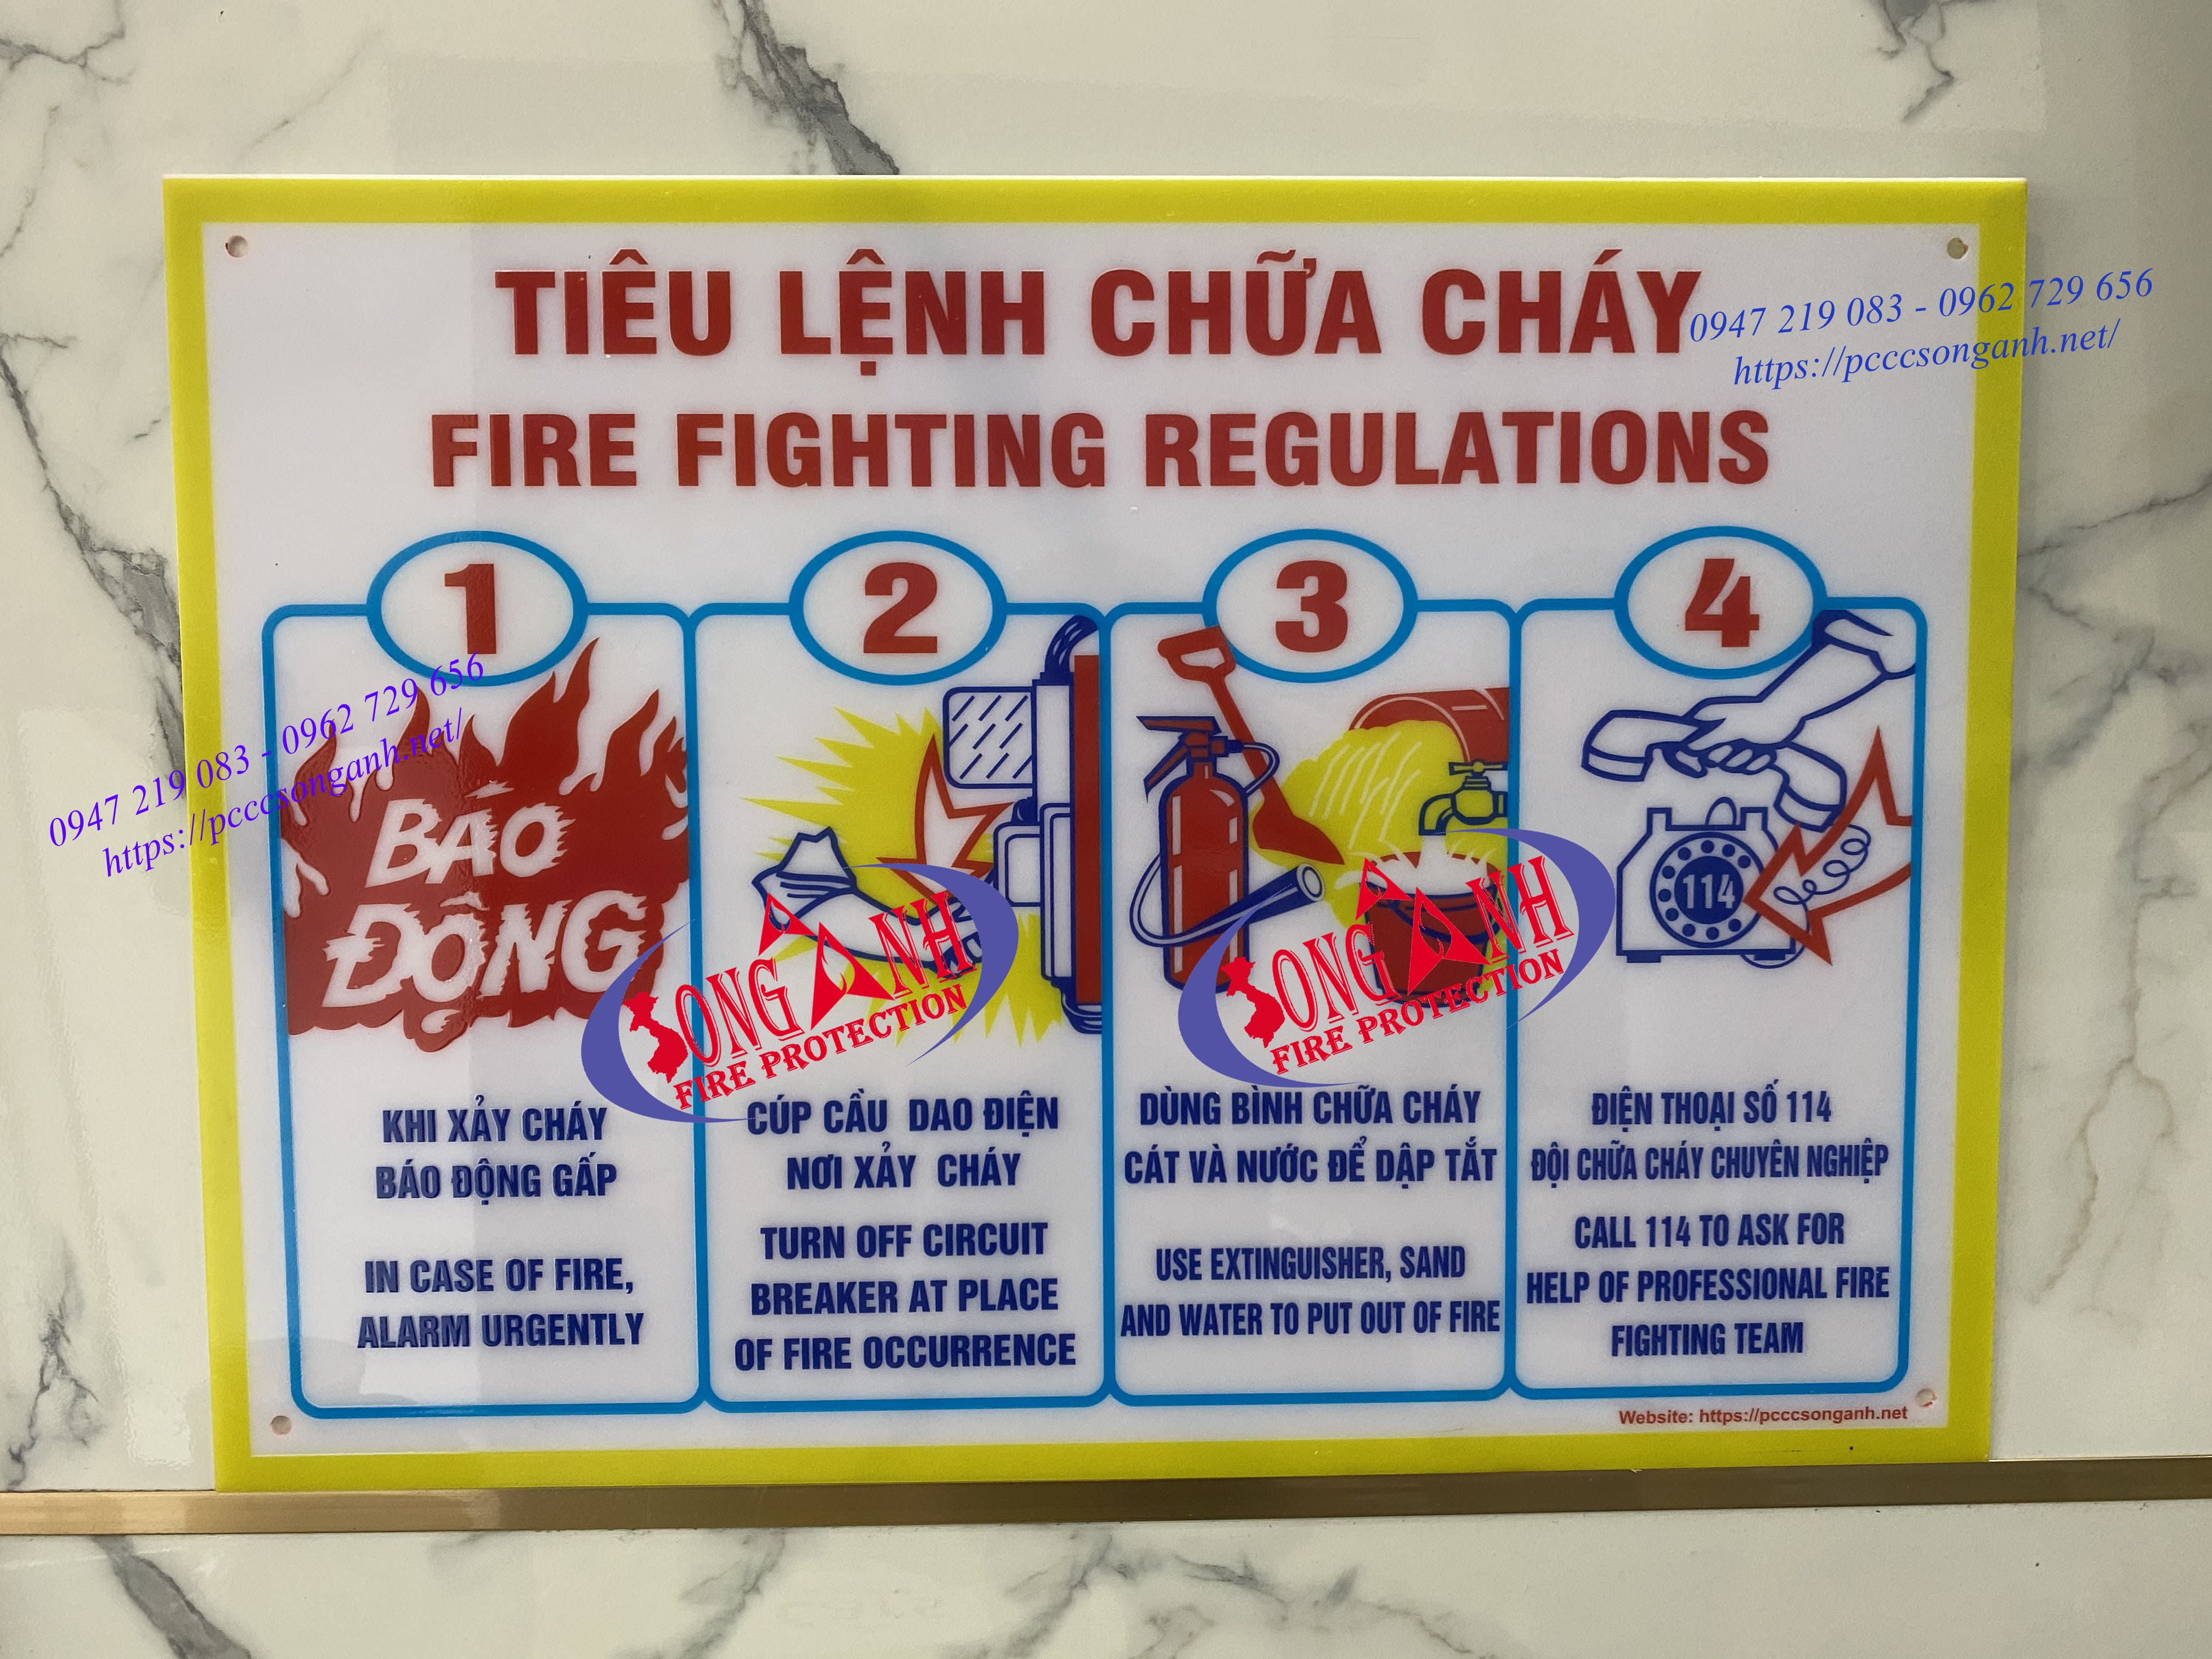 TIÊU LỆNH CHỮA CHÁY
0947 219 083 - 0962 729 656
https://pcccsonganh.net/
FIRE FIGHTING REGULATIONS
1
2
3
4
0947 219 083 - 0962 729 656
https://pcccsonganh.net/
BÁO
ĐỘNG
114
SONG ANH
FIRE PROTECTION
SONG ANH
FIRE PROTECTION
KHI XẢY CHÁY
BÁO ĐỘNG GẤP
IN CASE OF FIRE,
ALARM URGENTLY
CÚP CẦU DAO ĐIỆN
NƠI XẢY CHÁY
TURN OFF CIRCUIT
BREAKER AT PLACE
OF FIRE OCCURRENCE
DÙNG BÌNH CHỮA CHÁY
CÁT VÀ NƯỚC ĐỂ DẬP TẮT
USE EXTINGUISHER, SAND
AND WATER TO PUT OUT OF FIRE
ĐIỆN THOẠI SỐ 114
ĐỘI CHỮA CHÁY CHUYÊN NGHIỆP
CALL 114 TO ASK FOR
HELP OF PROFESSIONAL FIRE
FIGHTING TEAM
Website: https://pcccsonganh.net